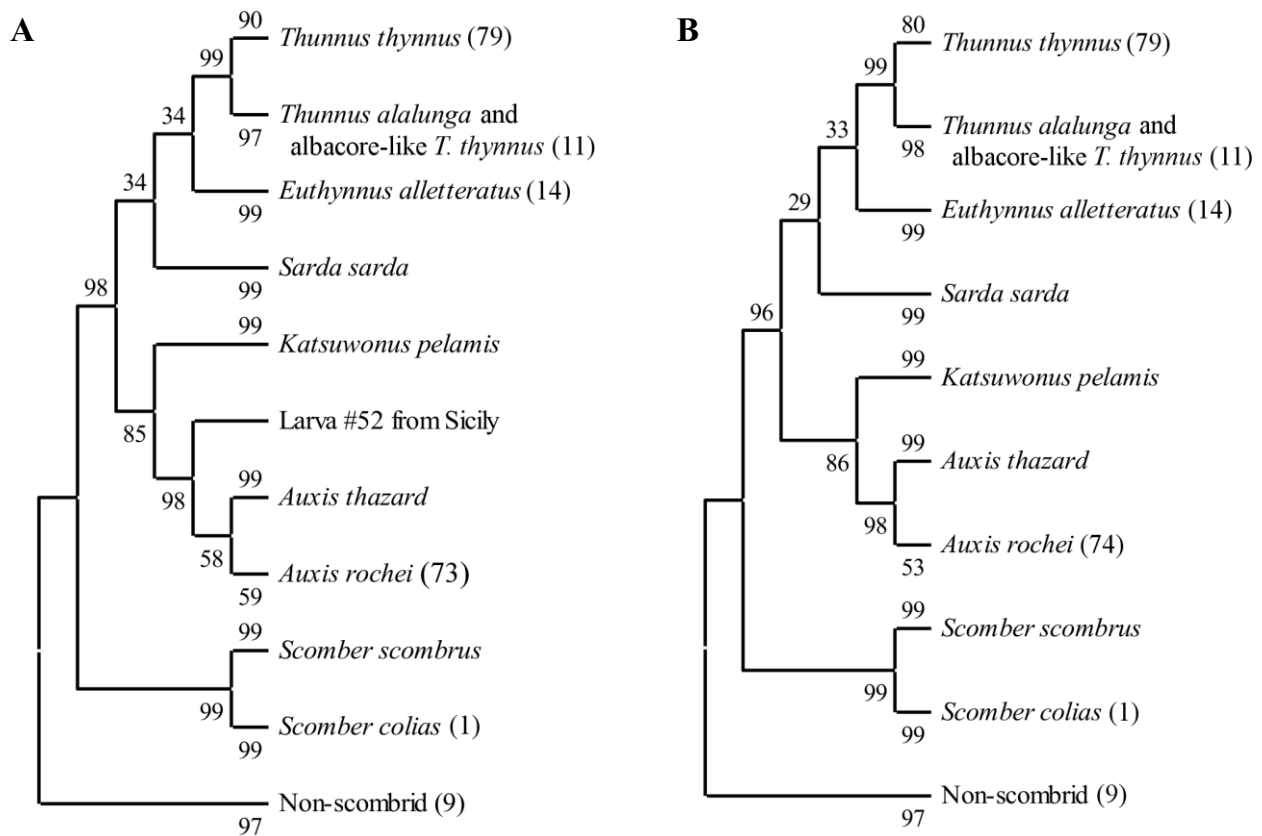 A
90
Thunnus thynnus (79)
99
34
97
Thunnus alalunga and
albacore-like T. thynnus (11)
34
Euthynnus alletteratus (14)
99
Sarda sarda
98
99
99
Katsuwonus pelamis
Larva #52 from Sicily
85
99
Auxis thazard
98
58
Auxis rochei (73)
59
99
Scomber scombrus
99
Scomber colias (1)
99
Non-scombrid (9)
97
B
80
Thunnus thynnus (79)
99
33
98
Thunnus alalunga and
albacore-like T. thynnus (11)
29
Euthynnus alletteratus (14)
99
Sarda sarda
96
99
99
Katsuwonus pelamis
86
99
Auxis thazard
98
Auxis rochei (74)
53
99
Scomber scombrus
99
Scomber colias (1)
99
Non-scombrid (9)
97